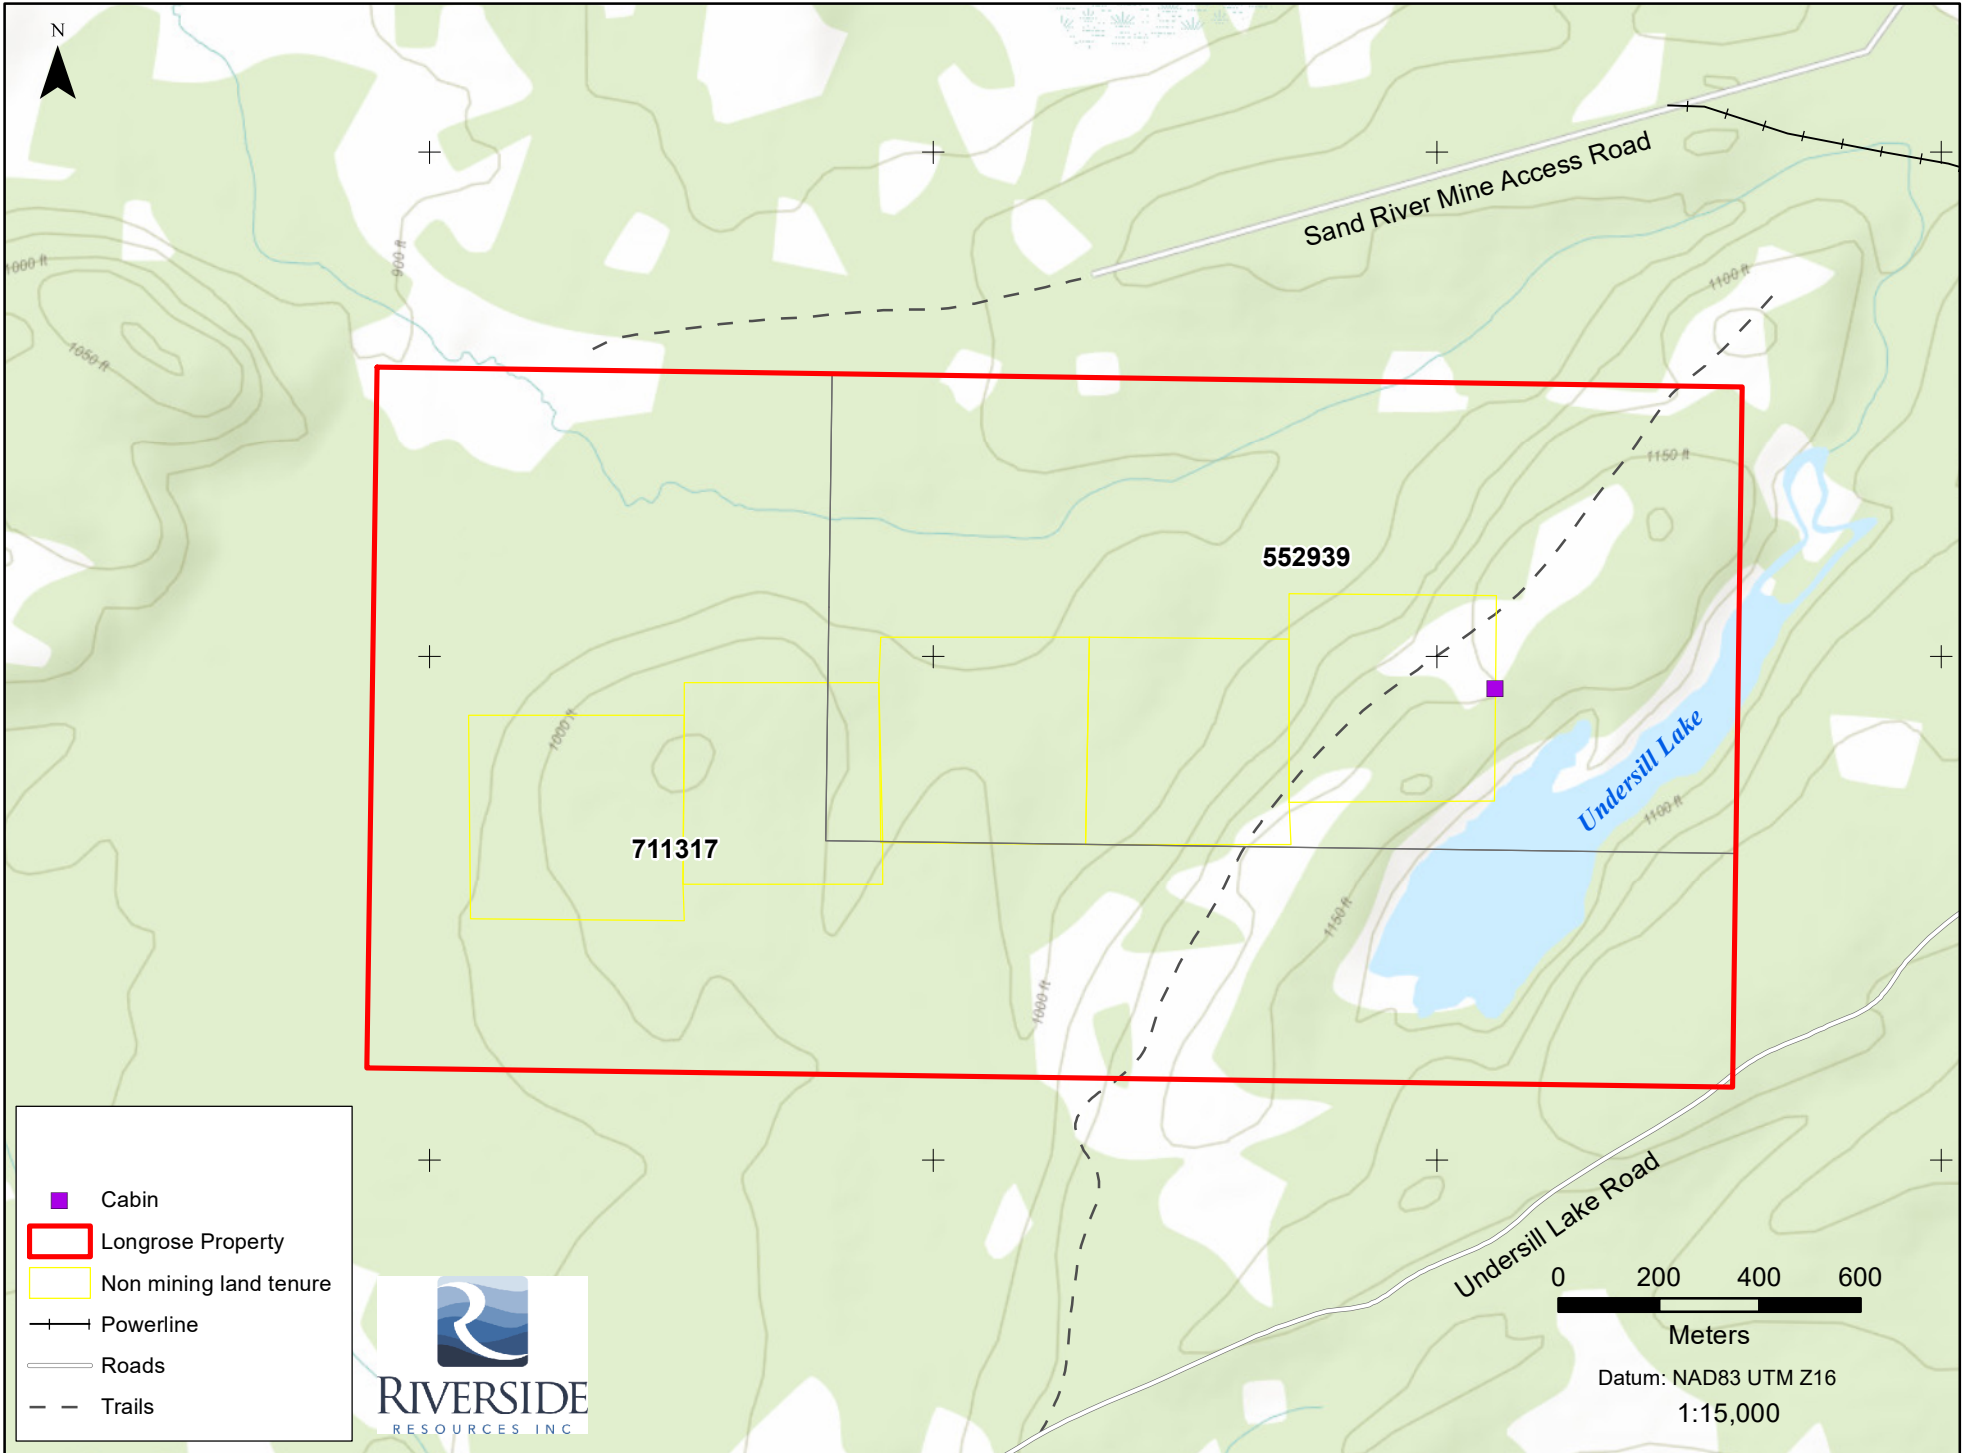 N
Sand River Mine Access Road
1000 ft
900 ft
1100 ft
1050 ft
1150 ft
552939
1000 ft
Undersill Lake
1100 ft
711317
1150 ft
1000 ft
Undersill Lake Road
Cabin
Longrose Property
Non mining land tenure
Powerline
Roads
Trails
RIVERSIDE
RESOURCES INC
0 200 400 600
Meters
Datum: NAD83 UTM Z16
1:15,000